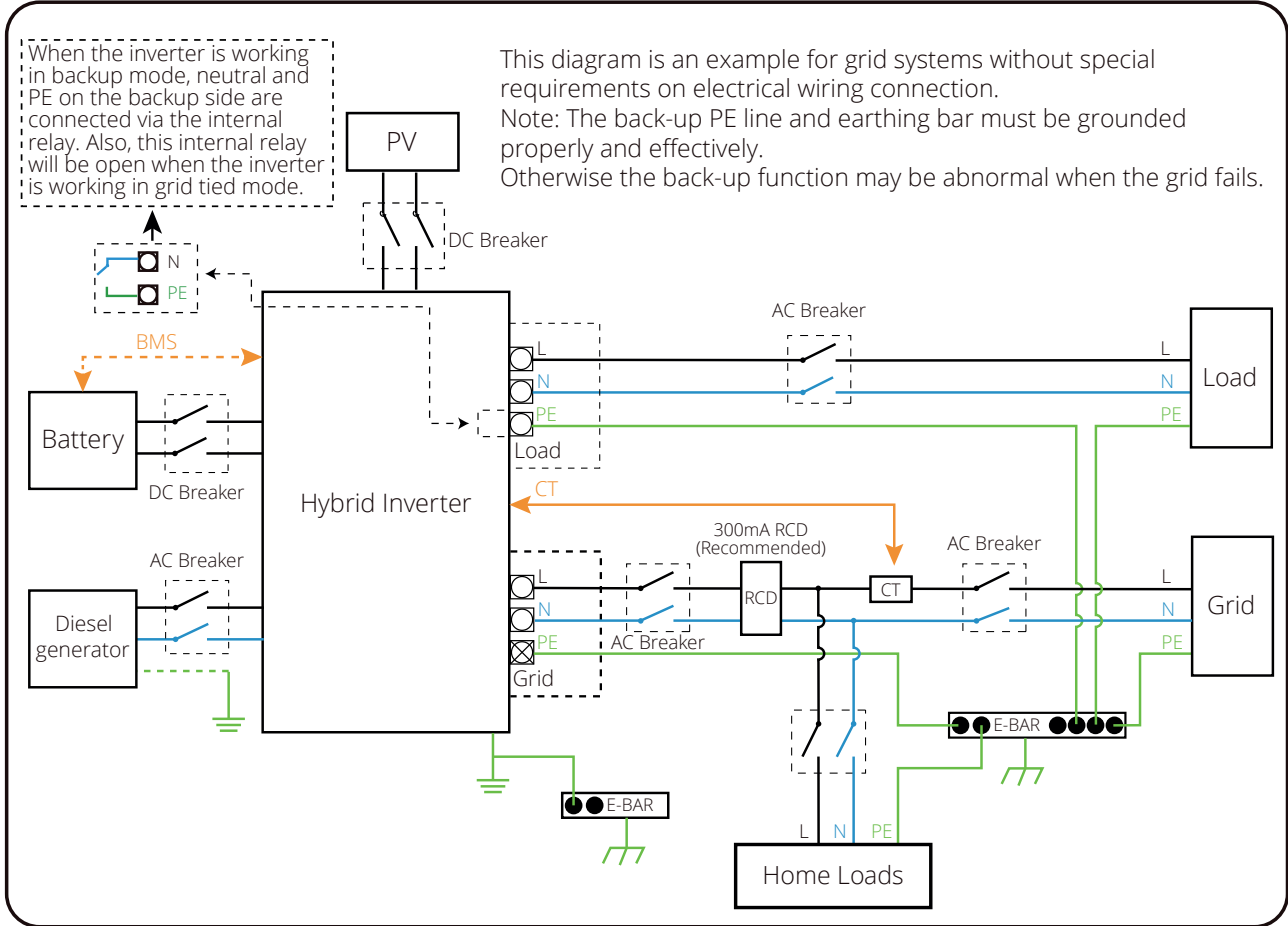 When the inverter is working
in backup mode, neutral and
PE on the backup side are
connected via the internal
relay. Also, this internal relay
will be open when the inverter
is working in grid tied mode.
This diagram is an example for grid systems without special
requirements on electrical wiring connection.
Note: The back-up PE line and earthing bar must be grounded
properly and effectively.
Otherwise the back-up function may be abnormal when the grid fails.
PV
DC Breaker
N
PE
BMS
Battery
DC Breaker
AC Breaker
Diesel
generator
Hybrid Inverter
L
N
PE
Load
AC Breaker
L
N
PE
Load
CT
300mA RCD
(Recommended)
AC Breaker
L
N
PE
Grid
AC Breaker
RCD
CT
L
N
PE
Grid
E-BAR
E-BAR
L
N
PE
Home Loads